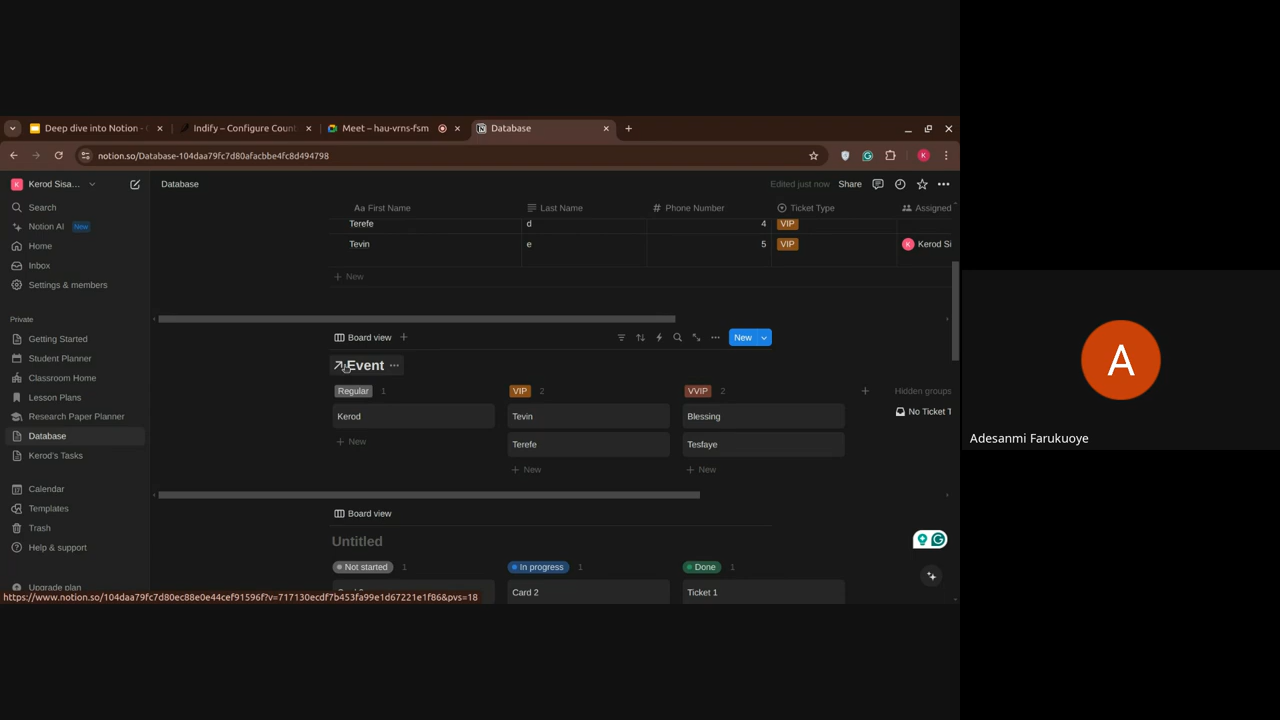 Deep dive into Notion -
Indify – Configure Coun
Meet – hau-vrns-fsm
Database
notion.so/Database-104daa79fc7d80afacbbe4fc8d494798
K
K
Kerod Sisa...
Search
Notion AI New
Home
Inbox
Settings & members
Private
Getting Started
Student Planner
Classroom Home
Lesson Plans
Research Paper Planner
Database
Kerod's Tasks
Calendar
Templates
Trash
Help & support
Upgrade plan
Database
Edited just now
Share
Aa First Name
Last Name
# Phone Number
Ticket Type
Assigned
Terefe d 4 VIP
Tevin e 5 VIP K Kerod Si
+ New
Board view +
New
Event ...
Regular 1
VIP 2
VVIP 2
Hidden groups
Kerod
Tevin
Blessing
No Ticket T
+ New
Terefe
Tesfaye
+ New
+ New
Board view
Untitled
Not started 1
In progress 1
Done 1
Card 2
Ticket 1
https://www.notion.so/104daa79fc7d80ec88e0e44cef91596f?v=717130ecdf7b453fa99e1d67221e1f86&pvs=18
A
Adesanmi Farukuoye